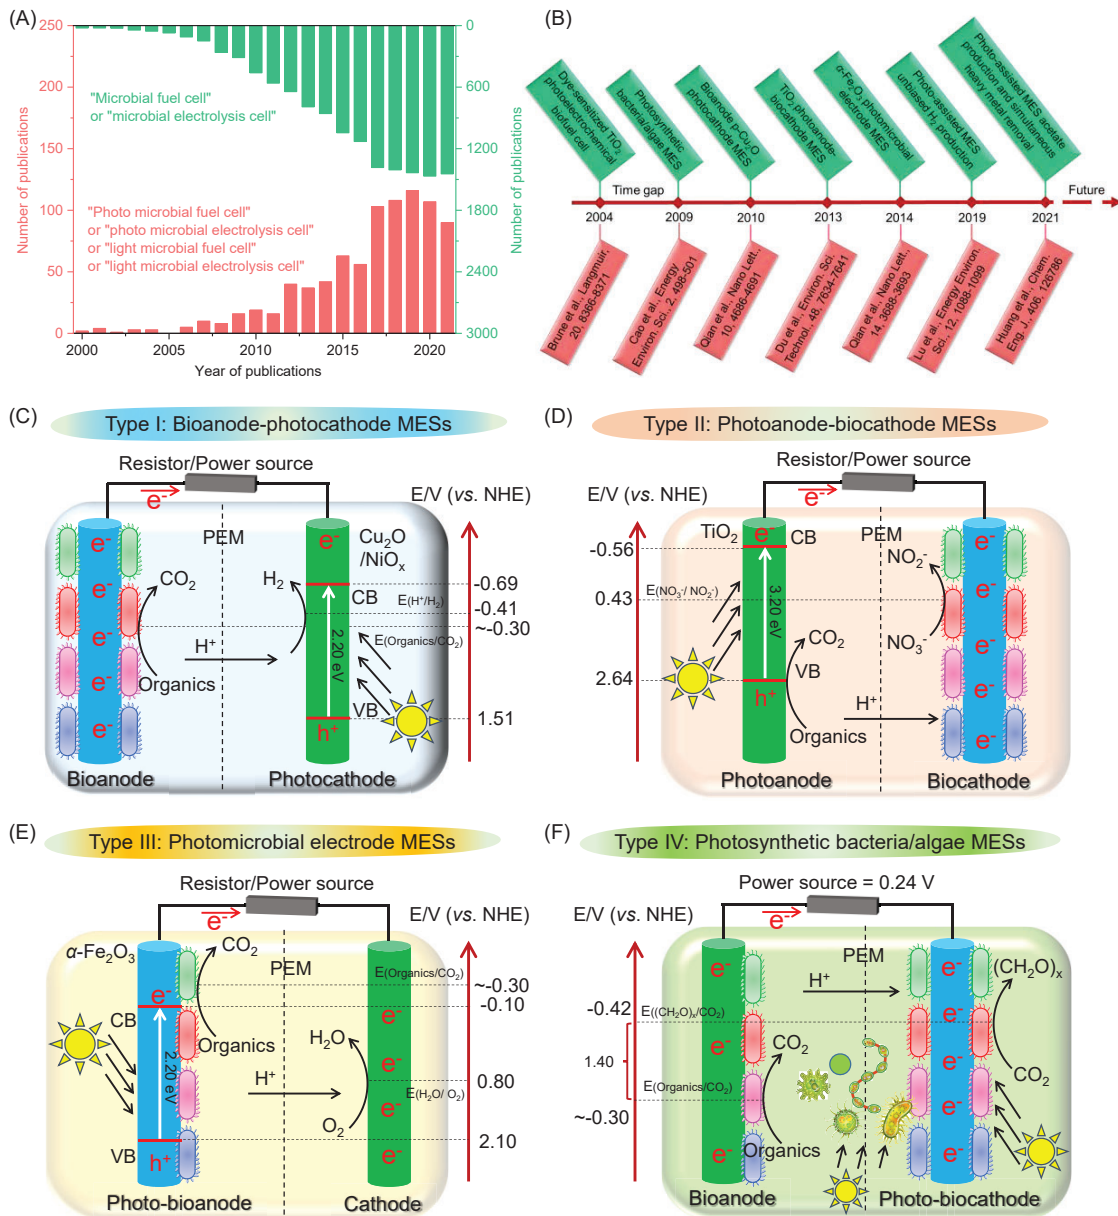 (A)
Number of publications
250
200
150
100
50
0
2000
2005
2010
2015
2020
Year of publications
0
600
1200
1800
2400
3000
Number of publications
"Microbial fuel cell"
or "microbial electrolysis cell"
"Photo microbial fuel cell"
or "photo microbial electrolysis cell"
or "light microbial fuel cell"
or "light microbial electrolysis cell"
(B)
Dye-sensitized TiO2
photoelectrochemical
biofuel cell
Photosynthetic
bacteria/algae MES
Bioanode p-Cu2O
photocathode MES
TiO2 photoanode-
biocathode MES
α-Fe2O3 photomicrobial
electrode MES
Photo-assisted MES
unbiased H2 production
Photo-assisted MES acetate
production and simultaneous
heavy metal removal
Time gap
Future
2004
2009
2010
2013
2014
2019
2021
Brune et al., Langmuir,
20, 8366-8371
Cao et al., Energy
Environ. Sci., 2, 498-501
Qian et al., Nano Lett.,
10, 4686-4691
Du et al., Environ. Sci.
Technol., 48, 7634-7641
Qian et al., Nano Lett.,
14, 3688-3693
Lu et al., Energy Environ.
Sci., 12, 1088-1099
Huang et al., Chem.
Eng. J., 406, 126786
(C)
Type I: Bioanode-photocathode MESs
Resistor/Power source
e-
E/V (vs. NHE)
PEM
e-
e-
e-
e-
e-
CO2
H+
Organics
H2
e-
Cu2O
/NiOx
CB
2.20 eV
VB
h+
-0.69
E(H+/H2)
-0.41
~-0.30
E(Organics/CO2)
1.51
Bioanode
Photocathode
(D)
Type II: Photoanode-biocathode MESs
Resistor/Power source
e-
E/V (vs. NHE)
TiO2
e-
CB
PEM
-0.56
E(NO3-/ NO2-)
0.43
2.64
3.20 eV
VB
h+
CO2
Organics
H+
NO2-
NO3-
e-
e-
e-
e-
e-
Photoanode
Biocathode
(E)
Type III: Photomicrobial electrode MESs
Resistor/Power source
e-
E/V (vs. NHE)
α-Fe2O3
CO2
PEM
e-
CB
2.20 eV
VB
h+
Organics
H+
H2O
O2
e-
e-
e-
e-
E(Organics/CO2)
~-0.30
-0.10
0.80
E(H2O/ O2)
2.10
Photo-bioanode
Cathode
(F)
Type IV: Photosynthetic bacteria/algae MESs
Power source = 0.24 V
e-
E/V (vs. NHE)
PEM
H+
-0.42
E((CH2O)x/CO2)
1.40
E(Organics/CO2)
~-0.30
e-
e-
e-
e-
CO2
Organics
(CH2O)x
CO2
e-
e-
e-
e-
e-
Bioanode
Photo-biocathode